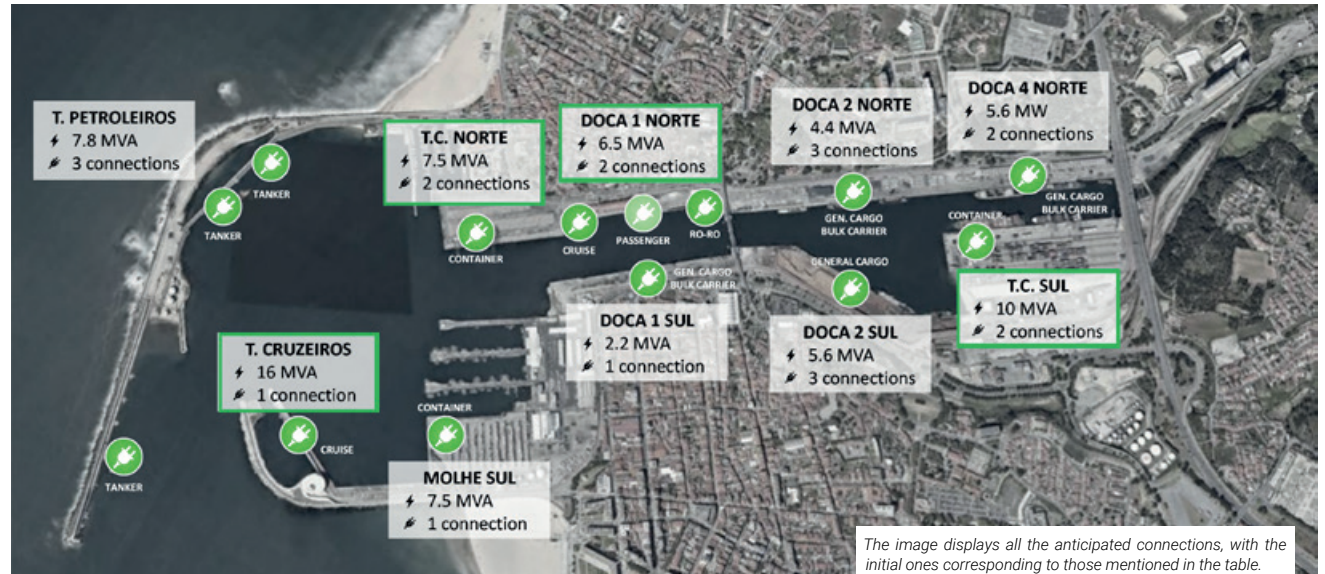 T. PETROLEIROS
7.8 MVA
3 connections
TANKER
TANKER
TANKER
T.C. NORTE
7.5 MVA
2 connections
CONTAINER
DOCA 1 NORTE
6.5 MVA
2 connections
CRUISE
PASSENGER
RO-RO
DOCA 2 NORTE
4.4 MVA
3 connections
GEN. CARGO
BULK CARRIER
DOCA 4 NORTE
5.6 MW
2 connections
GEN. CARGO
BULK CARRIER
CONTAINER
T.C. SUL
10 MVA
2 connections
GEN. CARGO
BULK CARRIER
DOCA 1 SUL
2.2 MVA
1 connection
GENERAL CARGO
DOCA 2 SUL
5.6 MVA
3 connections
T. CRUZEIROS
16 MVA
1 connection
CRUISE
CONTAINER
MOLHE SUL
7.5 MVA
1 connection
The image displays all the anticipated connections, with the
initial ones corresponding to those mentioned in the table.